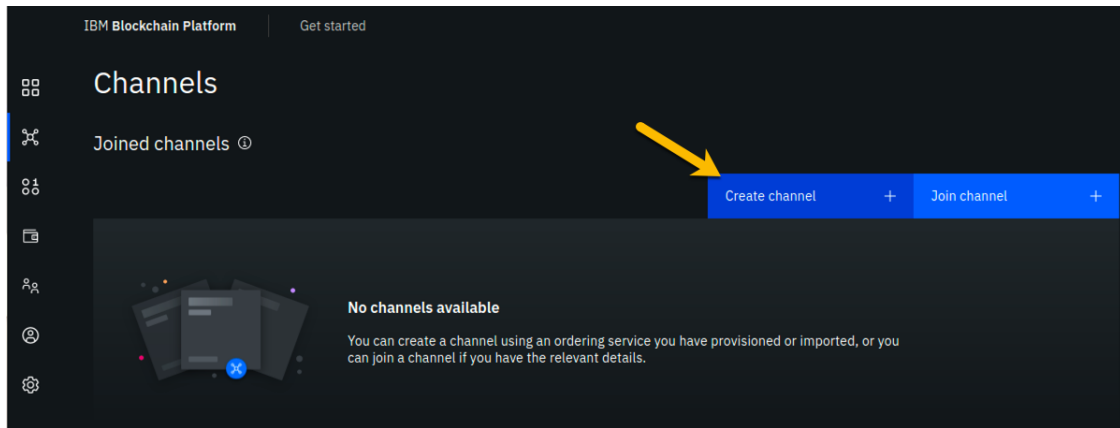 IBM Blockchain Platform
Get started
Channels
Joined channels
Create channel +
Join channel +
No channels available
You can create a channel using an ordering service you have provisioned or imported, or you
can join a channel if you have the relevant details.